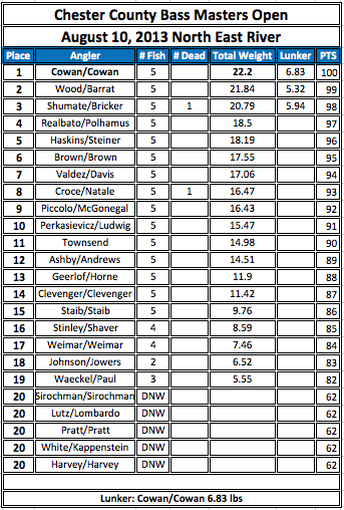 Chester County Bass Masters Open
August 10, 2013 North East River
Place Angler # Fish # Dead Total Weight Lunker PTS
1 Cowan/Cowan 5 22.2 6.83 100
2 Wood/Barrat 5 21.84 5.32 99
3 Shumate/Bricker 5 1 20.79 5.94 98
4 Realbato/Polhamus 5 18.5 97
5 Haskins/Steiner 5 18.19 96
6 Brown/Brown 5 17.55 95
7 Valdez/Davis 5 17.06 94
8 Croce/Natale 5 1 16.47 93
9 Piccolo/McGonegal 5 16.43 92
10 Perkasievicz/Ludwig 5 15.47 91
11 Townsend 5 14.98 90
12 Ashby/Andrews 5 14.51 89
13 Geerlof/Horne 5 11.9 88
14 Clevenger/Clevenger 5 11.42 87
15 Staib/Staib 5 9.76 86
16 Stinley/Shaver 4 8.59 85
17 Weimar/Weimar 4 7.46 84
18 Johnson/Jowers 2 6.52 83
19 Waeckel/Paul 3 5.55 82
20 Sirochman/Sirochman DNW 62
20 Lutz/Lombardo DNW 62
20 Pratt/Pratt DNW 62
20 White/Kappenstein DNW 62
20 Harvey/Harvey DNW 62
Lunker: Cowan/Cowan 6.83 lbs